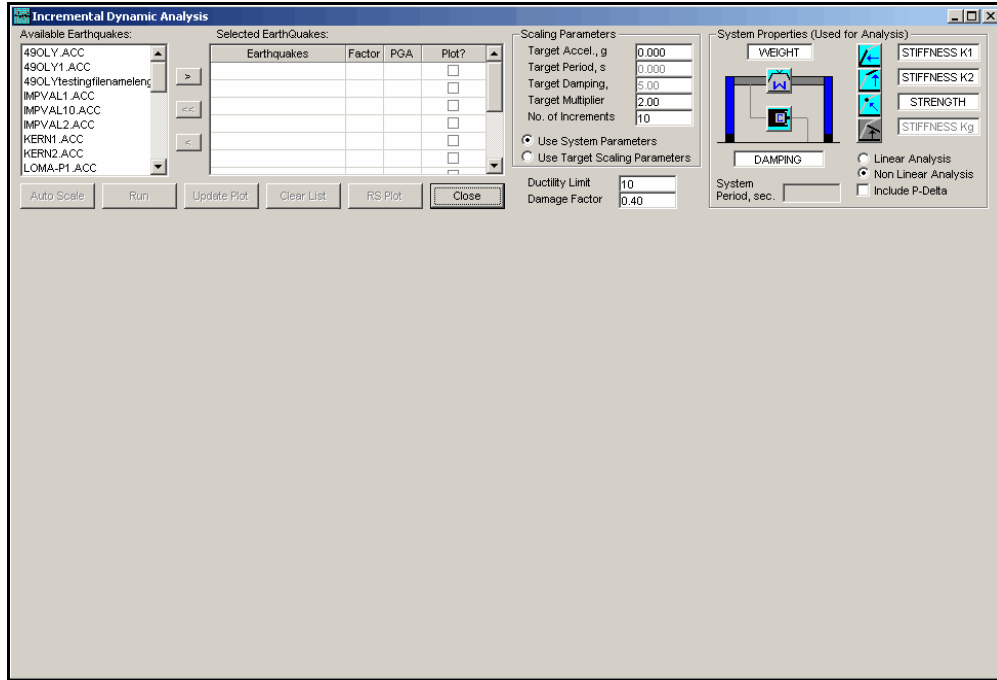 Incremental Dynamic Analysis
Available Earthquakes:
49OLY.ACC
49OLY1.ACC
49OLYtestingfilenameleng
IMPVAL1.ACC
IMPVAL10.ACC
IMPVAL2.ACC
KERN1.ACC
KERN2.ACC
LOMA-P1.ACC
>
<<
<
Selected EarthQuakes:
Earthquakes Factor PGA Plot?
Auto Scale Run Update Plot Clear List RS Plot Close
Scaling Parameters
Target Accel., g 0.000
Target Period, s 0.000
Target Damping, 5.00
Target Multiplier 2.00
No. of Increments 10
Use System Parameters
Use Target Scaling Parameters
Ductility Limit 10
Damage Factor 0.40
System Properties (Used for Analysis)
WEIGHT
W
C
DAMPING
System
Period, sec.
STIFFNESS K1
STIFFNESS K2
STRENGTH
STIFFNESS Kg
Linear Analysis
Non Linear Analysis
Include P-Delta